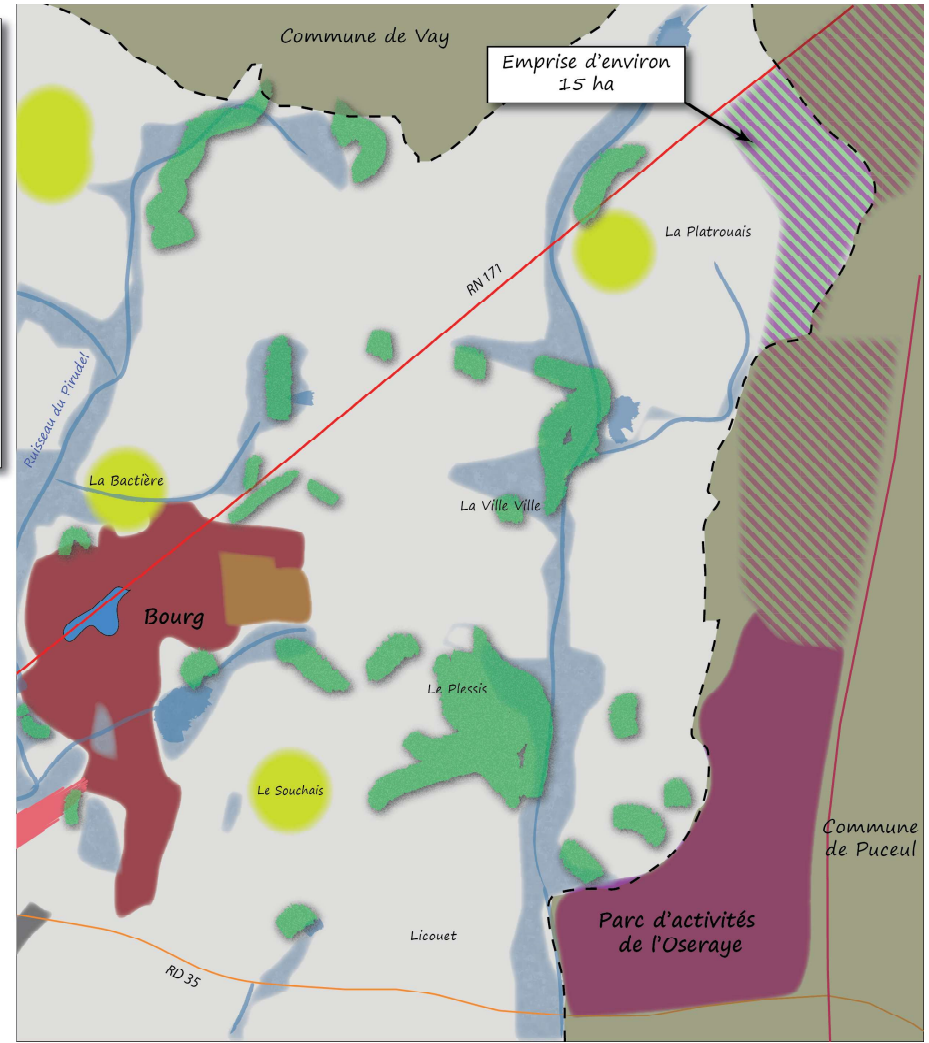 Commune de Vay
Emprise d'environ
15 ha
La Platrouais
RN 171
Ruisseau du Pirudel
La Bactière
La Ville Ville
Bourg
Le Plessis
Le Souchais
Commune
de Puceul
Parc d'activités
de l'Oseraye
Licouet
RD 35